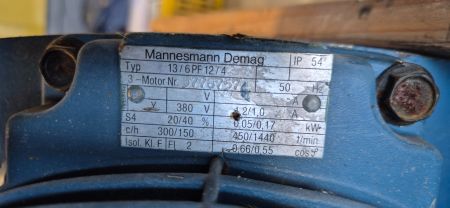 Mannesmann Demag IP 54
Typ 13/6PF12/4
3-Motor Nr. 50 Hz
V V
Y 380 V 1,2/1,0 A
S4 20/40 % 0,05/0,17 kW
c/h 300/150 450/1440 1/min
Isol. Kl. F FI 2 0,66/0,55 cosφ